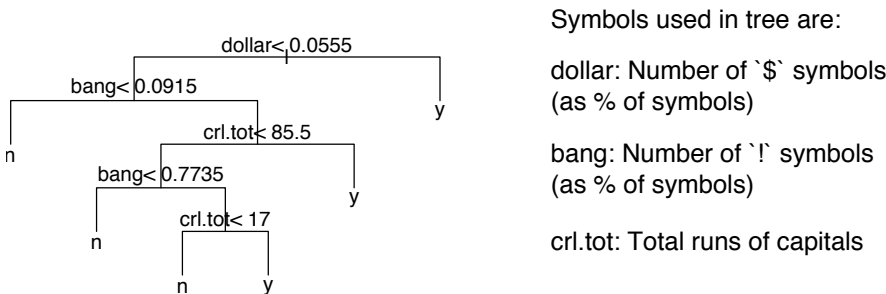 dollar< 0.0555
bang< 0.0915
y
n
crl.tot< 85.5
bang< 0.7735
y
n
crl.tot< 17
n
y
Symbols used in tree are:
dollar: Number of `$` symbols
(as % of symbols)
bang: Number of `!` symbols
(as % of symbols)
crl.tot: Total runs of capitals